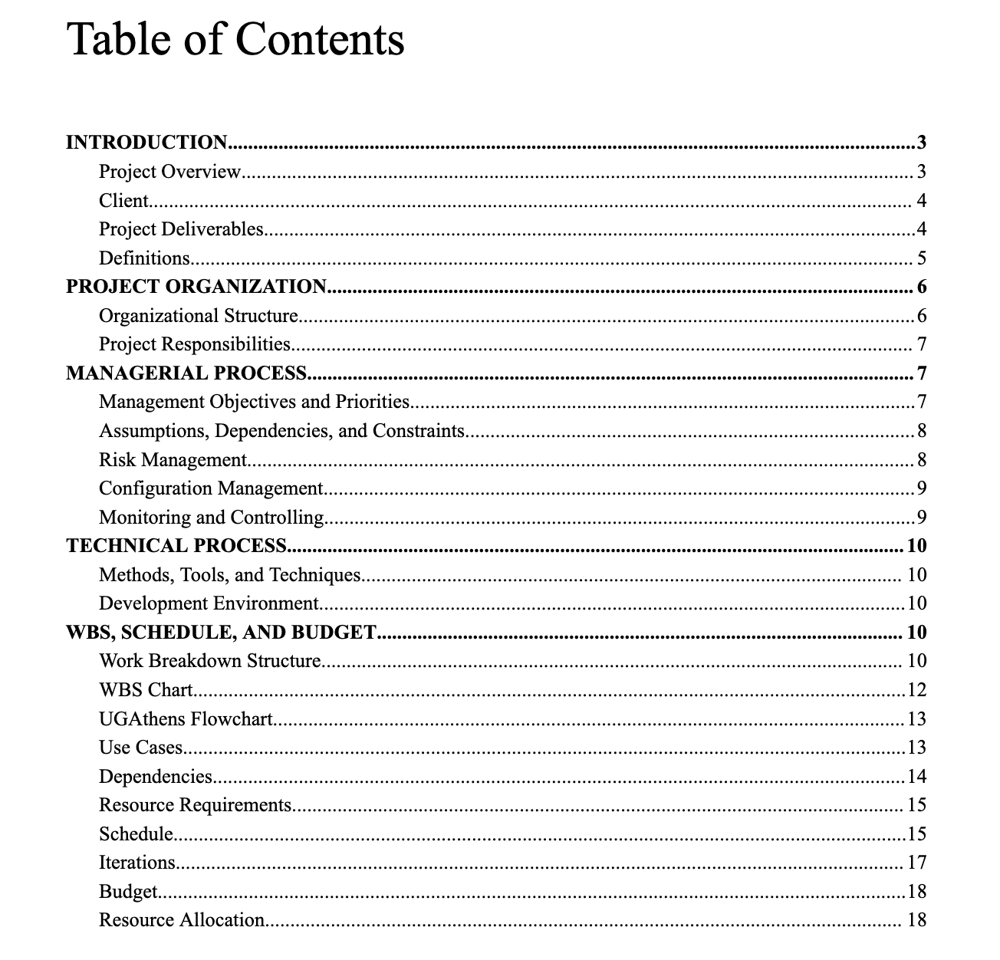 Table of Contents
INTRODUCTION........................................................................................................................................3
Project Overview.....................................................................................................................................3
Client....................................................................................................................................................... 4
Project Deliverables.................................................................................................................................4
Definitions............................................................................................................................................... 5
PROJECT ORGANIZATION.................................................................................................................... 6
Organizational Structure..........................................................................................................................6
Project Responsibilities........................................................................................................................... 7
MANAGERIAL PROCESS........................................................................................................................ 7
Management Objectives and Priorities....................................................................................................7
Assumptions, Dependencies, and Constraints.........................................................................................8
Risk Management....................................................................................................................................8
Configuration Management.....................................................................................................................9
Monitoring and Controlling.....................................................................................................................9
TECHNICAL PROCESS.......................................................................................................................... 10
Methods, Tools, and Techniques........................................................................................................... 10
Development Environment....................................................................................................................10
WBS, SCHEDULE, AND BUDGET........................................................................................................ 10
Work Breakdown Structure................................................................................................................... 10
WBS Chart.............................................................................................................................................12
UGAthens Flowchart.............................................................................................................................13
Use Cases...............................................................................................................................................13
Dependencies.........................................................................................................................................14
Resource Requirements......................................................................................................................... 15
Schedule.................................................................................................................................................15
Iterations................................................................................................................................................ 17
Budget....................................................................................................................................................18
Resource Allocation.............................................................................................................................. 18